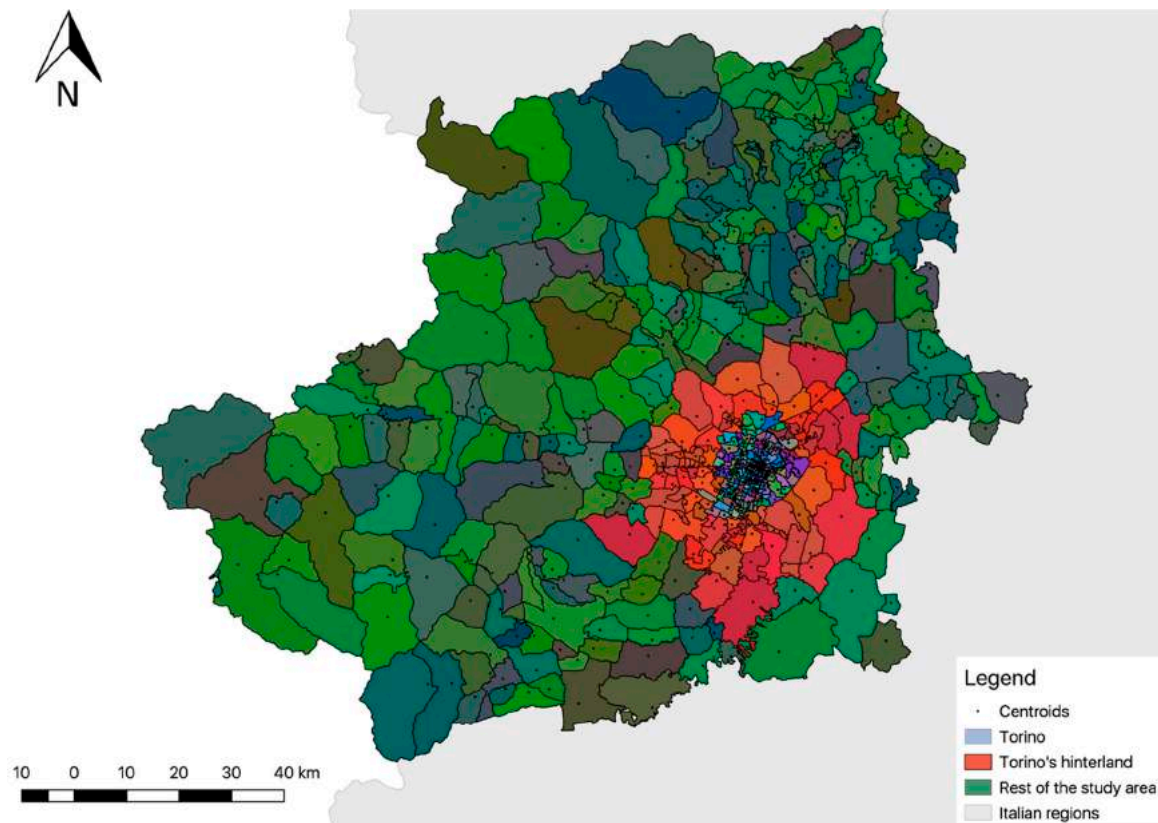 N
Legend
Centroids
Torino
Torino's hinterland
Rest of the study area
Italian regions
10 0 10 20 30 40 km